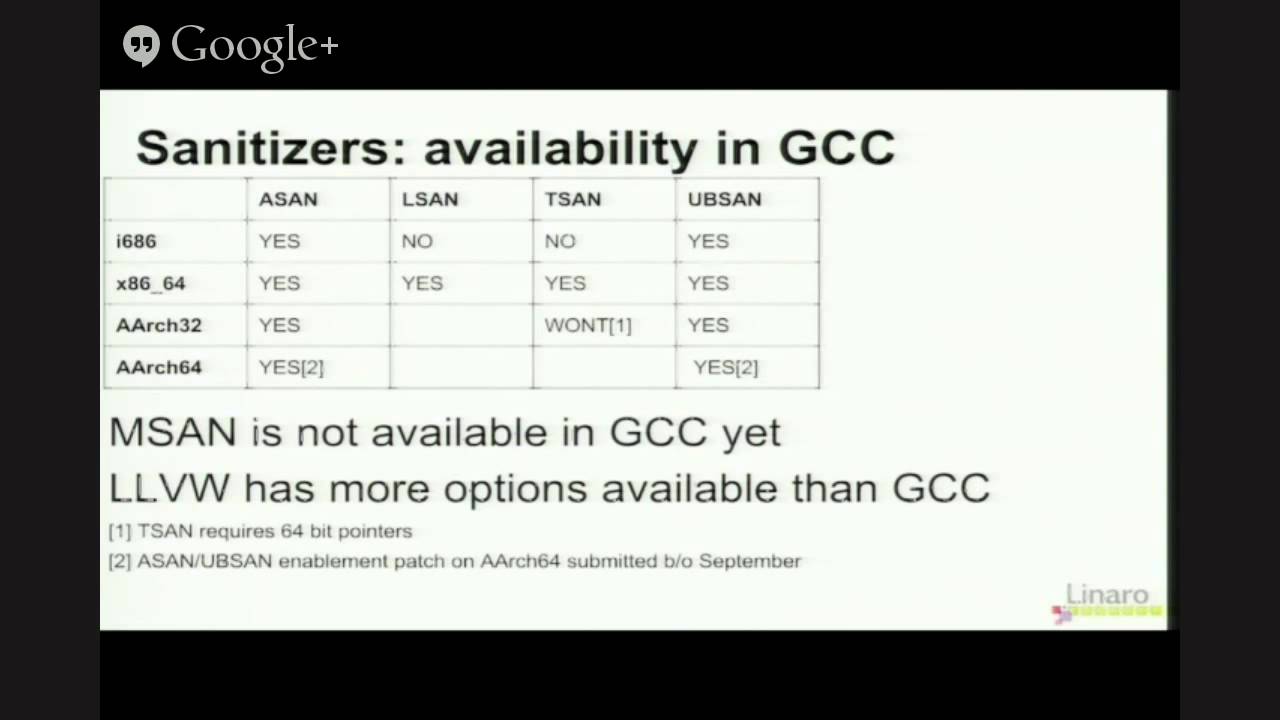 Google+
Sanitizers: availability in GCC
ASAN LSAN TSAN UBSAN
i686 YES NO NO YES
x86_64 YES YES YES YES
AArch32 YES WONT[1] YES
AArch64 YES[2] YES[2]
MSAN is not available in GCC yet
LLVW has more options available than GCC
[1] TSAN requires 64 bit pointers
[2] ASAN/UBSAN enablement patch on AArch64 submitted b/o September
Linaro